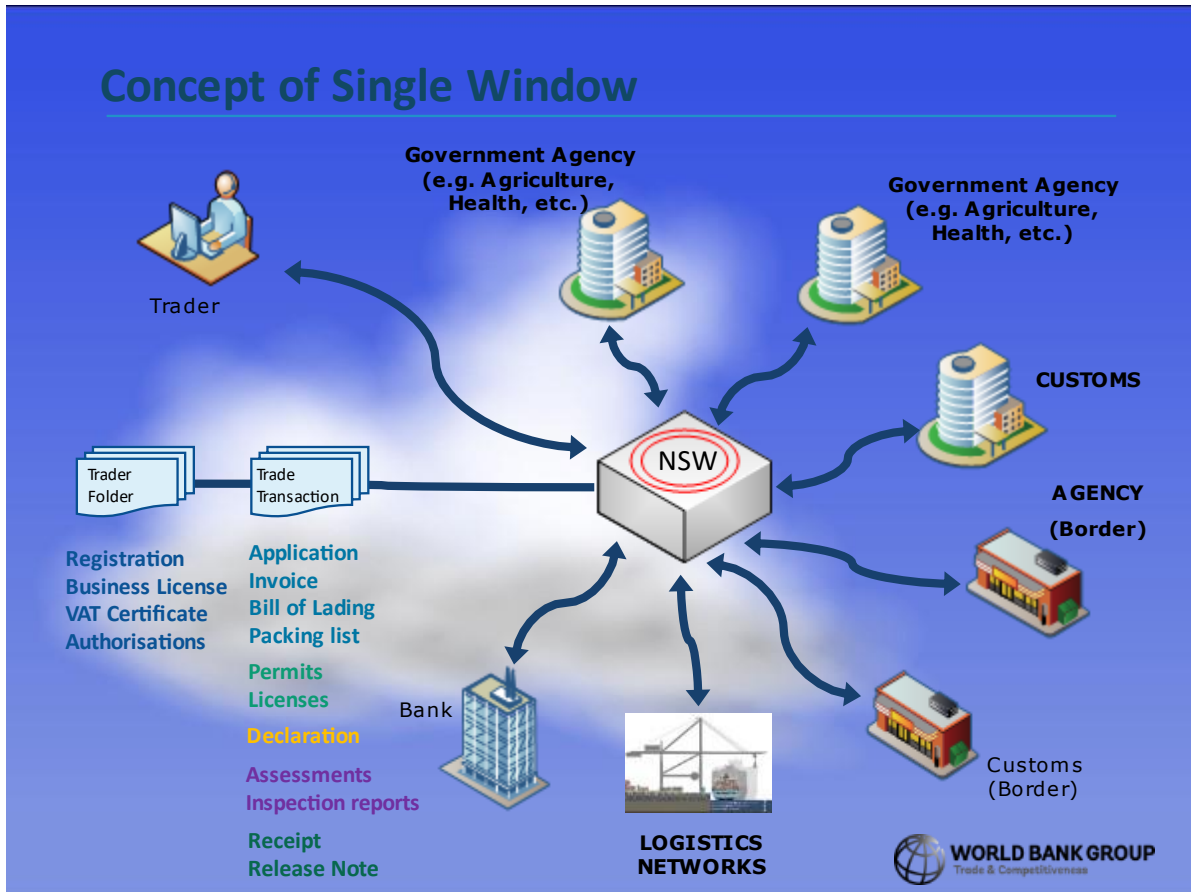 Concept of Single Window
Government Agency
(e.g. Agriculture,
Health, etc.)
Government Agency
(e.g. Agriculture,
Health, etc.)
Trader
CUSTOMS
NSW
Trader
Folder
Trade
Transaction
AGENCY
(Border)
Registration
Business License
VAT Certificate
Authorisations
Application
Invoice
Bill of Lading
Packing list
Permits
Licenses
Declaration
Assessments
Inspection reports
Receipt
Release Note
Bank
LOGISTICS
NETWORKS
Customs
(Border)
WORLD BANK GROUP
Trade & Competitiveness